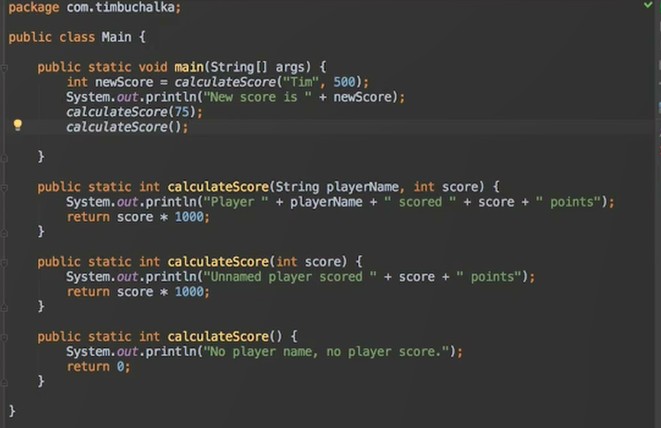 package com.timbuchalka;
public class Main {
public static void main(String[] args) {
int newScore = calculateScore("Tim", 500);
System.out.println("New score is " + newScore);
calculateScore(75);
calculateScore();
}
public static int calculateScore(String playerName, int score) {
System.out.println("Player " + playerName + " scored " + score + " points");
return score * 1000;
}
public static int calculateScore(int score) {
System.out.println("Unnamed player scored " + score + " points");
return score * 1000;
}
public static int calculateScore() {
System.out.println("No player name, no player score.");
return 0;
}
}